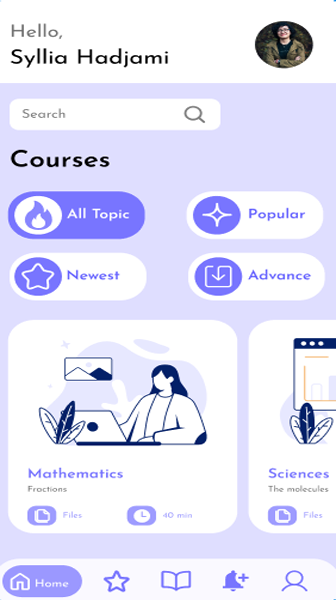 Hello,
Syllia Hadjami
Search
Courses
All Topic
Popular
Newest
Advance
Mathematics
Fractions
Files
40 min
Sciences
The molecules
Files
Home